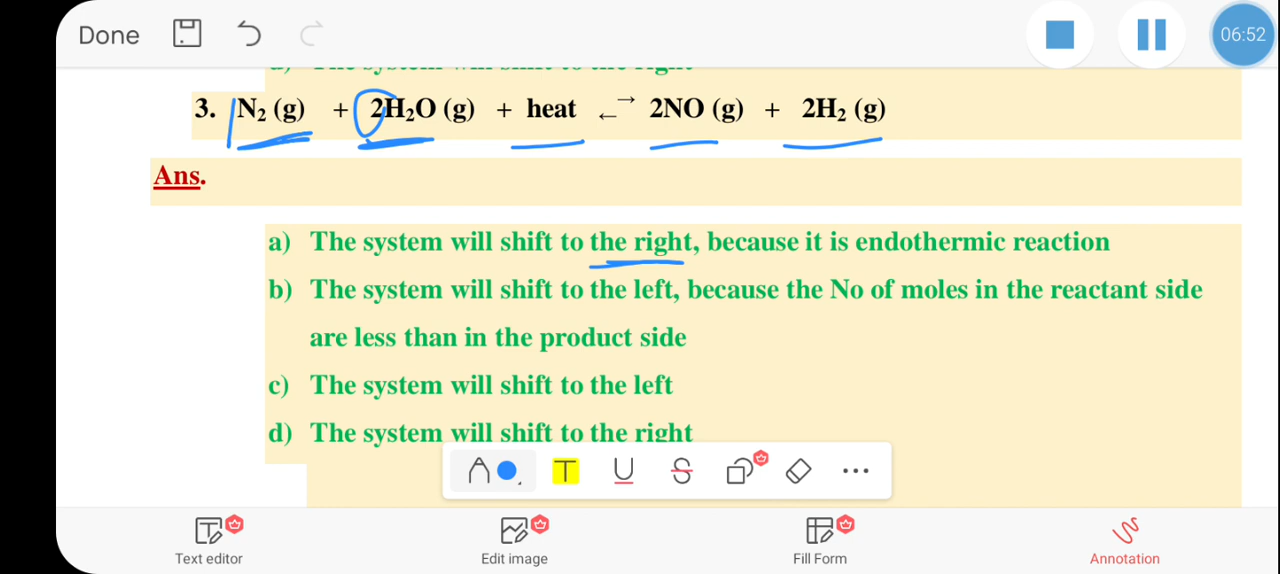 Done
06:52
3. N₂ (g) + 2H₂O (g) + heat ⇄ 2NO (g) + 2H₂ (g)
Ans.
a) The system will shift to the right, because it is endothermic reaction
b) The system will shift to the left, because the No of moles in the reactant side
are less than in the product side
c) The system will shift to the left
d) The system will shift to the right
T U S
Text editor Edit image Fill Form Annotation